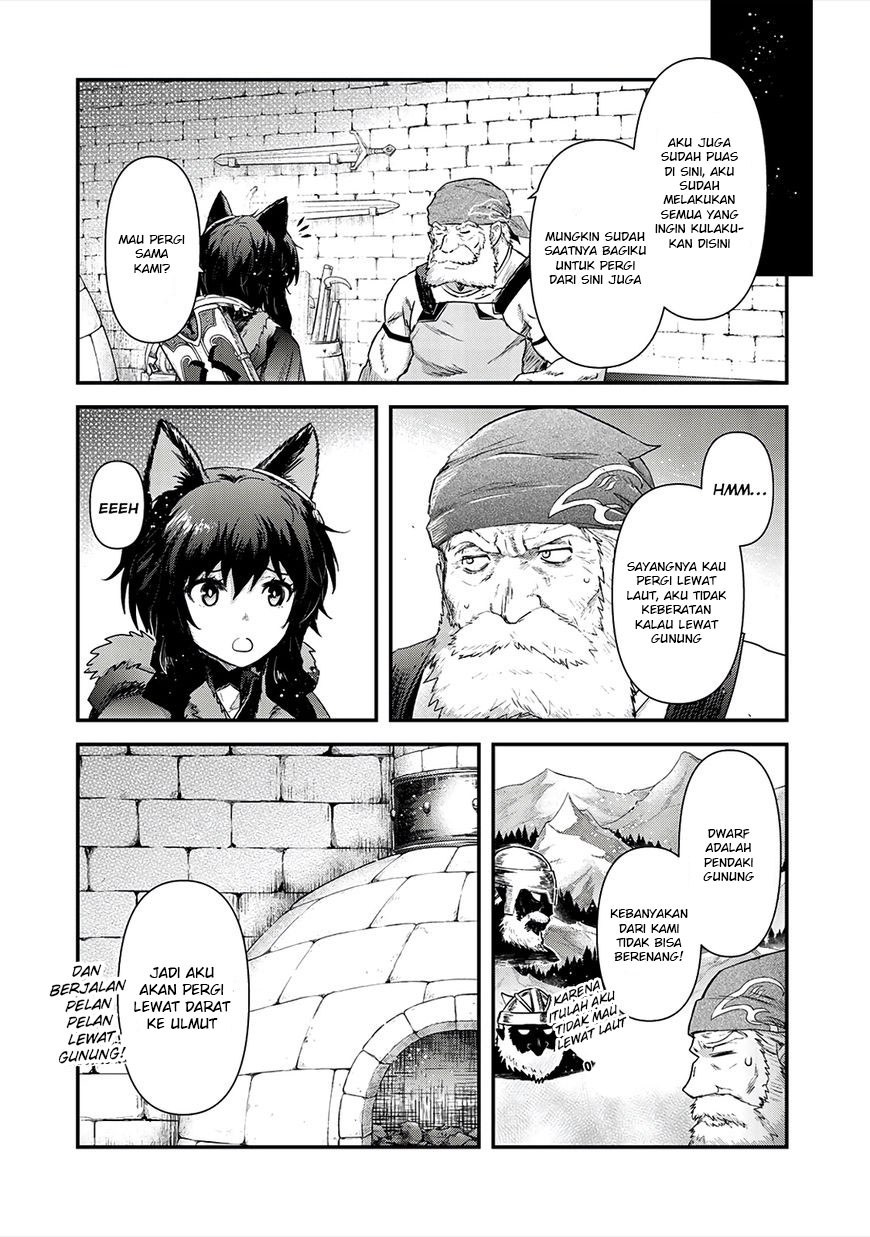 AKU JUGA
SUDAH PUAS
DI SINI, AKU
SUDAH
MELAKUKAN
SEMUA YANG
INGIN KULAKU-
KAN DISINI
MUNGKIN SUDAH
SAATNYA BAGIKU
UNTUK PERGI
DARI SINI JUGA
MAU PERGI
SAMA
KAMI?
HMM...
SAYANGNYA KAU
PERGI LEWAT
LAUT, AKU TIDAK
KEBERATAN
KALAU LEWAT
GUNUNG
EEEH
DWARF
ADALAH
PENDAKI
GUNUNG
KEBANYAKAN
DARI KAMI
TIDAK BISA
BERENANG!
KARENA
ITULAH AKU
TIDAK MAU
LEWAT LAUT
JADI AKU
AKAN PERGI
LEWAT DARAT
KE ULMUT
DAN
BERJALAN
PELAN
PELAN
LEWAT
GUNUNG!